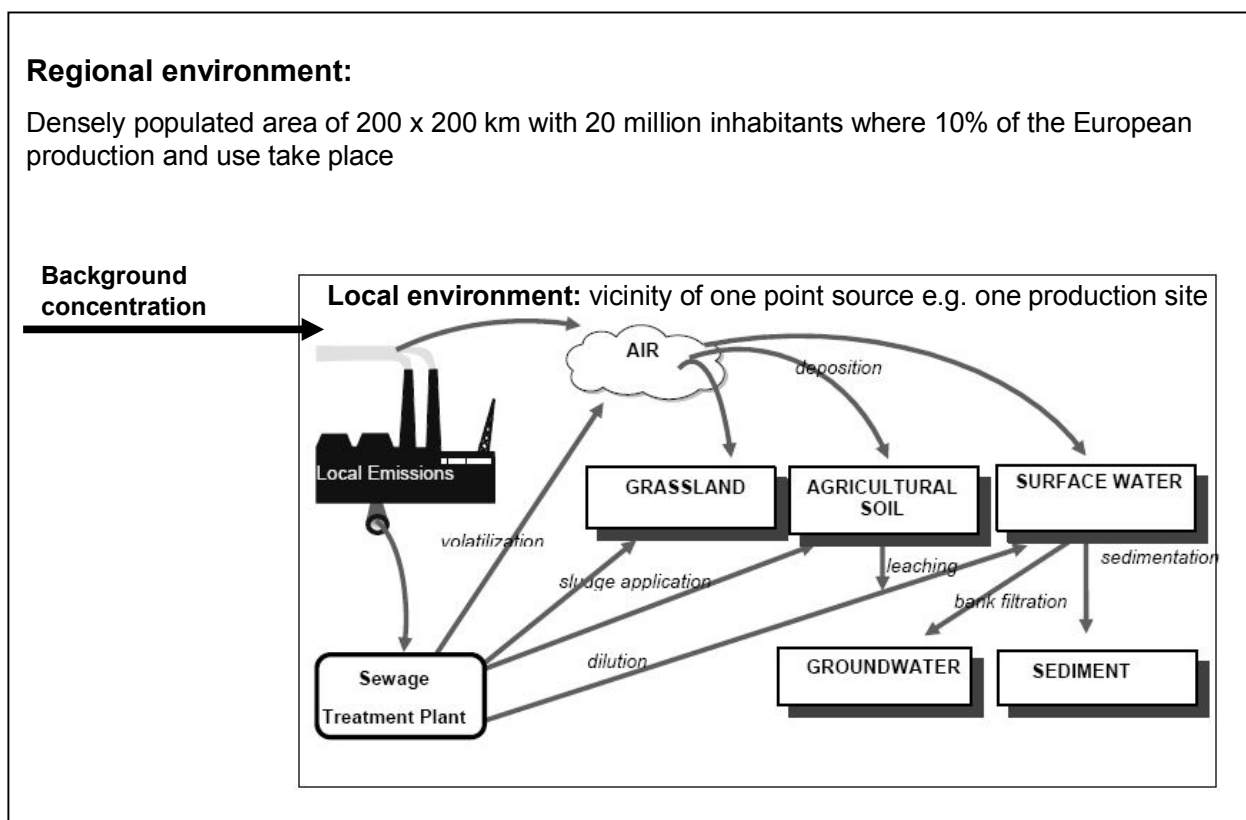 Regional environment:
Densely populated area of 200 x 200 km with 20 million inhabitants where 10% of the European
production and use take place
Background
concentration
Local environment: vicinity of one point source e.g. one production site
AIR
deposition
Local Emissions
GRASSLAND
AGRICULTURAL
SOIL
SURFACE WATER
volatilization
sludge application
leaching
sedimentation
bank filtration
dilution
Sewage
Treatment Plant
GROUNDWATER
SEDIMENT